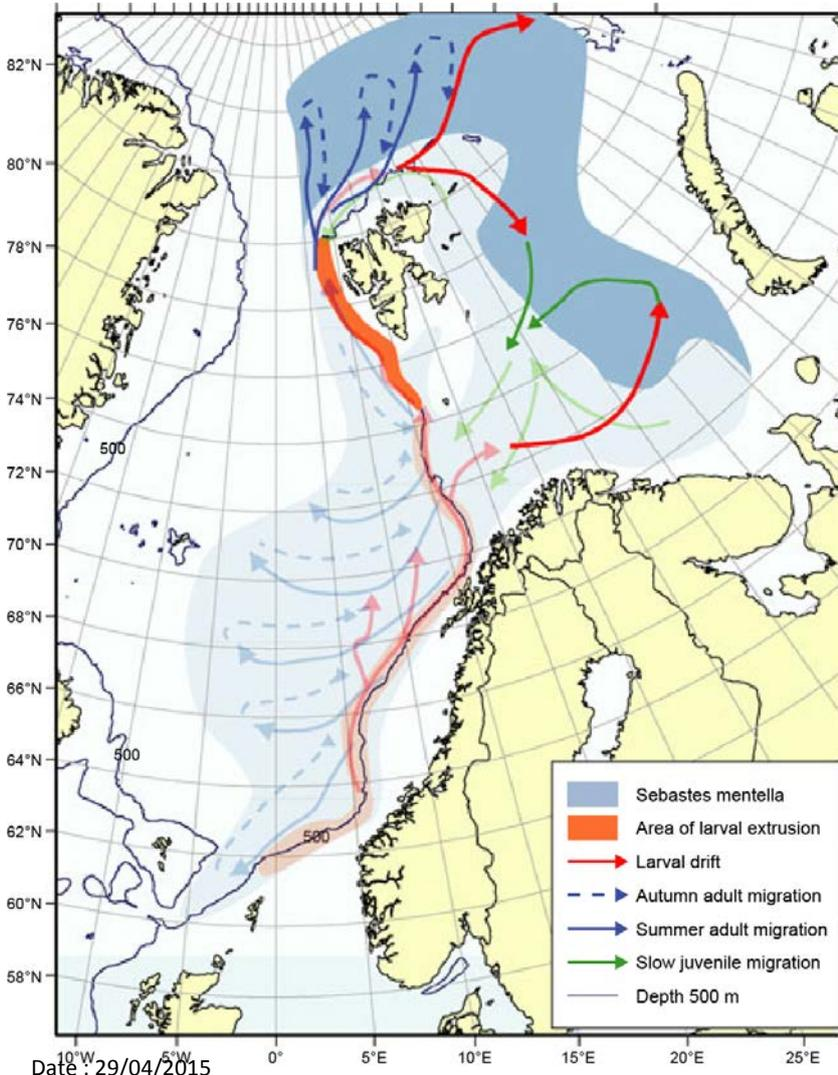 82°N
80°N
78°N
76°N
74°N
72°N
70°N
68°N
66°N
64°N
62°N
60°N
58°N
500
500
500
Sebastes mentella
Area of larval extrusion
Larval drift
Autumn adult migration
Summer adult migration
Slow juvenile migration
Depth 500 m
10°W 5°W 0° 5°E 10°E 15°E 20°E 25°E
Date : 29/04/2015